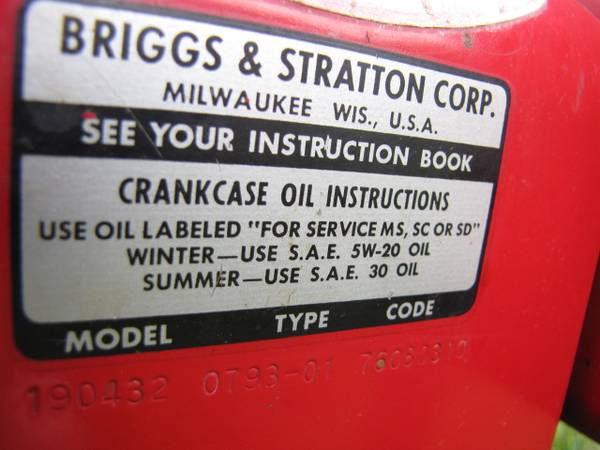 BRIGGS & STRATTON CORP.
MILWAUKEE WIS., U.S.A.
SEE YOUR INSTRUCTION BOOK
CRANKCASE OIL INSTRUCTIONS
USE OIL LABELED "FOR SERVICE MS, SC OR SD"
WINTER—USE S.A.E. 5W-20 OIL
SUMMER—USE S.A.E. 30 OIL
MODEL TYPE CODE
190432 0793-01